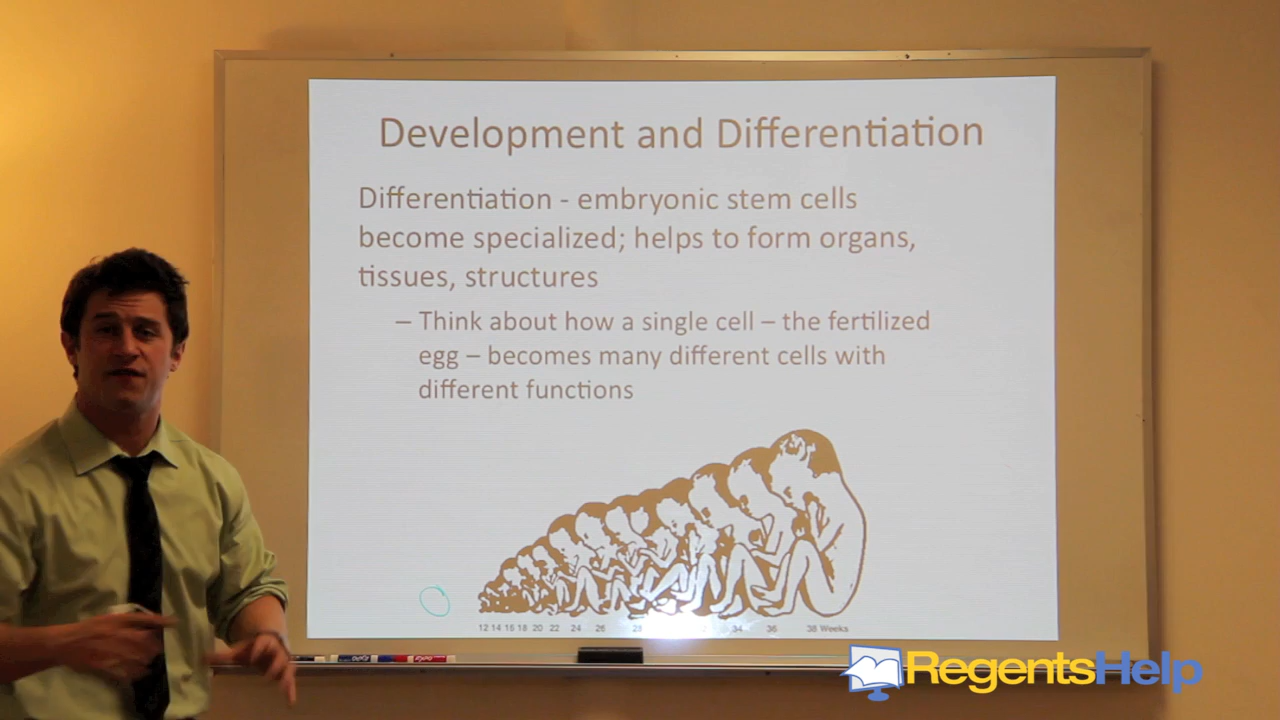 Development and Differentiation
Differentiation - embryonic stem cells
become specialized; helps to form organs,
tissues, structures
– Think about how a single cell – the fertilized
egg – becomes many different cells with
different functions
12 14 16 18 20 22 24 26 28 34 36 38 Weeks
RegentsHelp